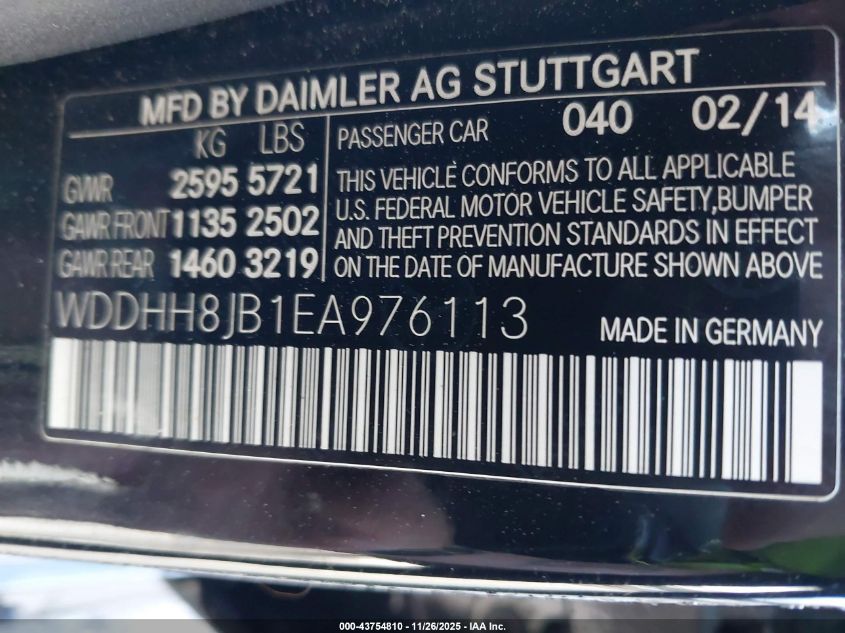 MFD BY DAIMLER AG STUTTGART
KG LBS
GVWR 2595 5721
GAWR FRONT 1135 2502
GAWR REAR 1460 3219
PASSENGER CAR 040 02/14
THIS VEHICLE CONFORMS TO ALL APPLICABLE
U.S. FEDERAL MOTOR VEHICLE SAFETY,BUMPER
AND THEFT PREVENTION STANDARDS IN EFFECT
ON THE DATE OF MANUFACTURE SHOWN ABOVE
WDDHH8JB1EA976113
MADE IN GERMANY
000-43754810 - 11/26/2025 - IAA Inc.